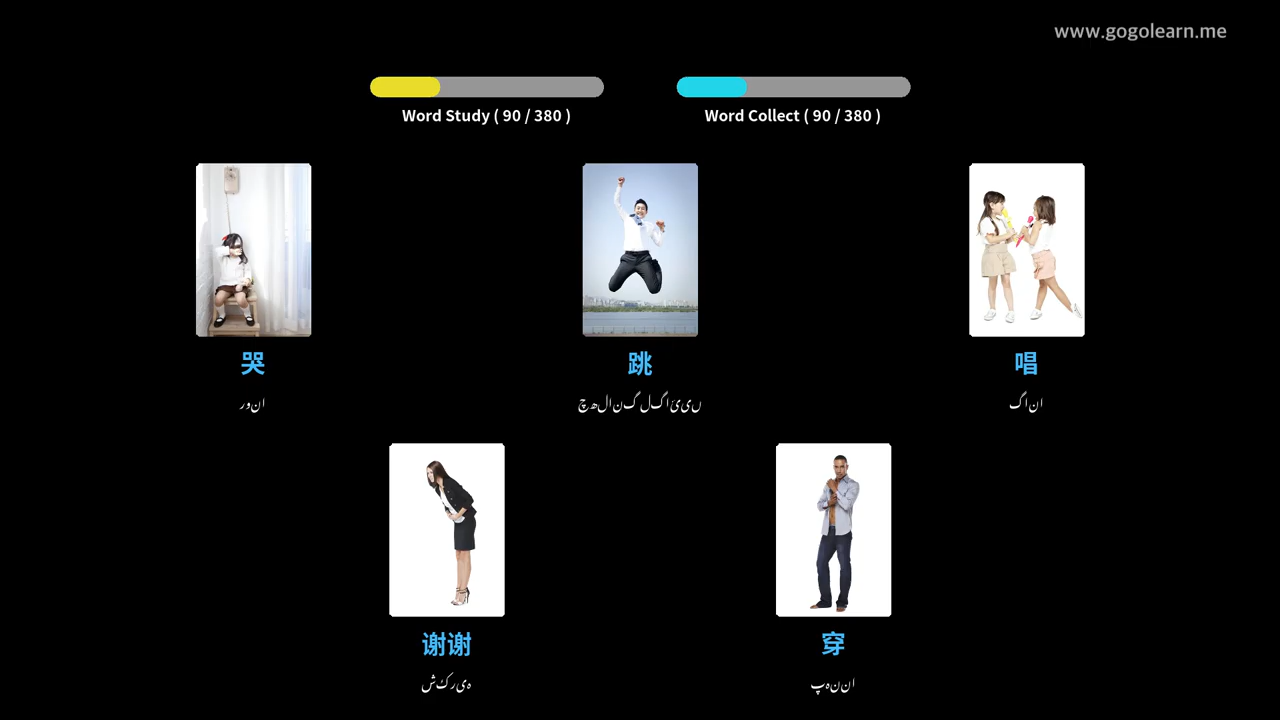 www.gogolearn.me
Word Study ( 90 / 380 )
Word Collect ( 90 / 380 )
哭
跳
唱
رونا
چھلانگ لگائیں
گانا
谢谢
穿
شکریہ
پہننا